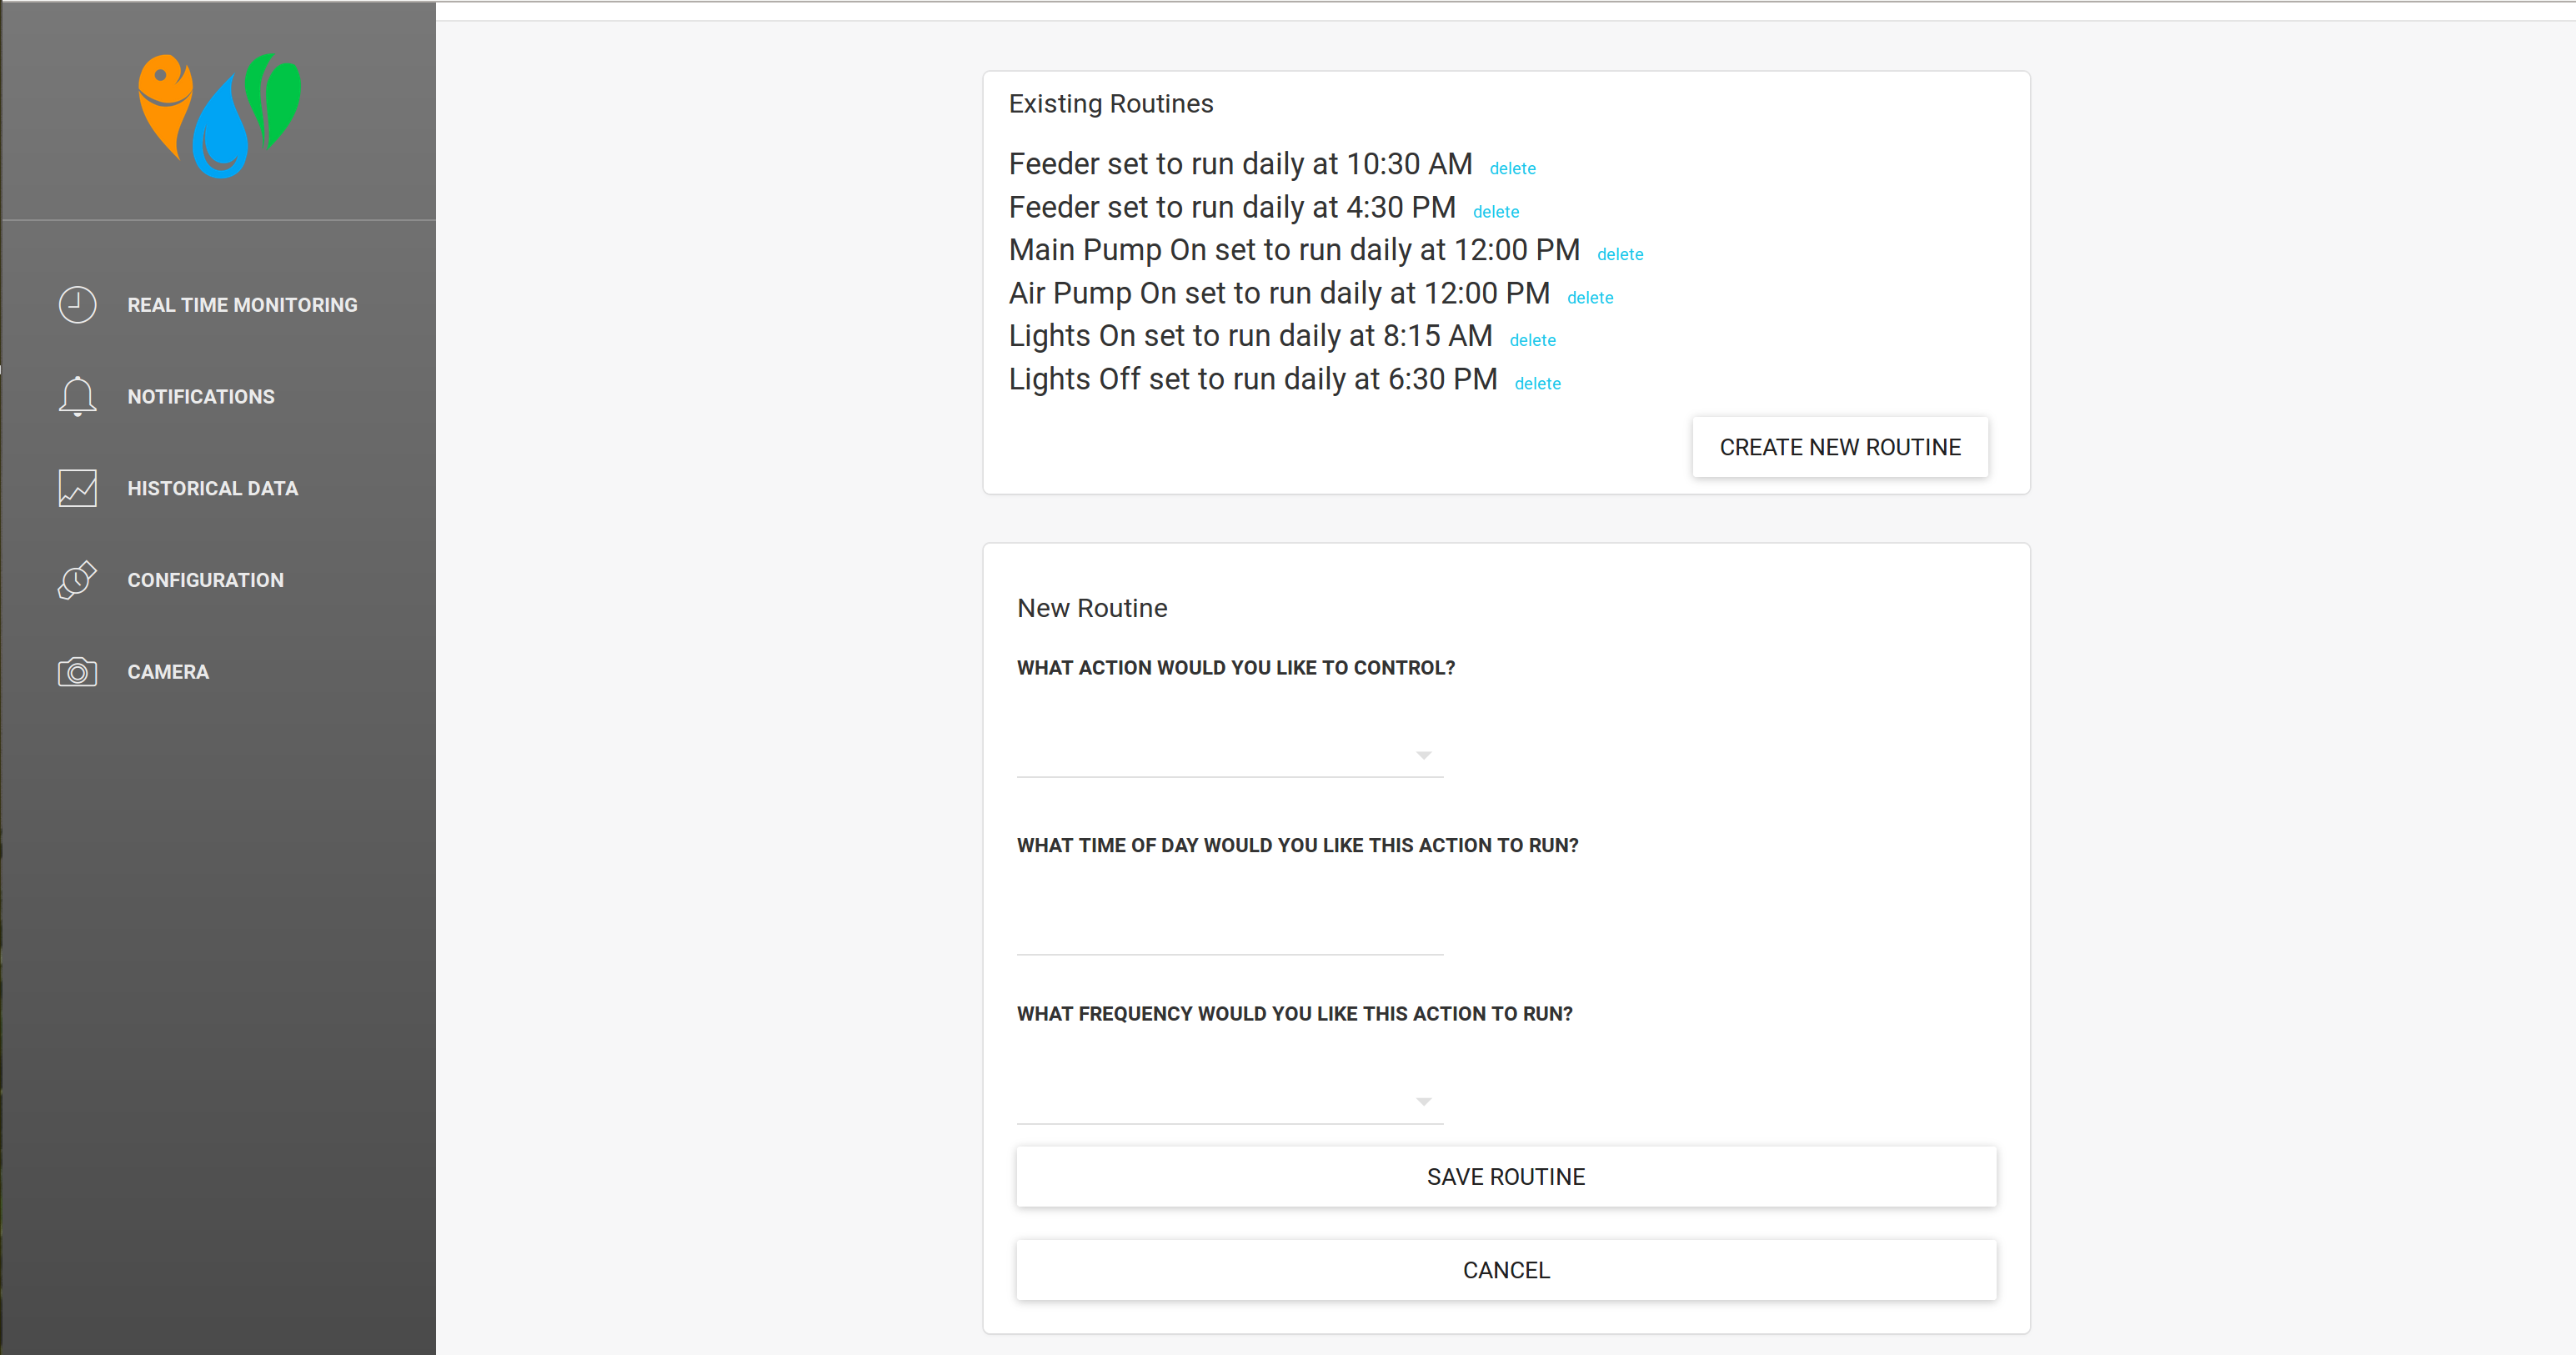 REAL TIME MONITORING
NOTIFICATIONS
HISTORICAL DATA
CONFIGURATION
CAMERA
Existing Routines
Feeder set to run daily at 10:30 AM delete
Feeder set to run daily at 4:30 PM delete
Main Pump On set to run daily at 12:00 PM delete
Air Pump On set to run daily at 12:00 PM delete
Lights On set to run daily at 8:15 AM delete
Lights Off set to run daily at 6:30 PM delete
CREATE NEW ROUTINE
New Routine
WHAT ACTION WOULD YOU LIKE TO CONTROL?
WHAT TIME OF DAY WOULD YOU LIKE THIS ACTION TO RUN?
WHAT FREQUENCY WOULD YOU LIKE THIS ACTION TO RUN?
SAVE ROUTINE
CANCEL